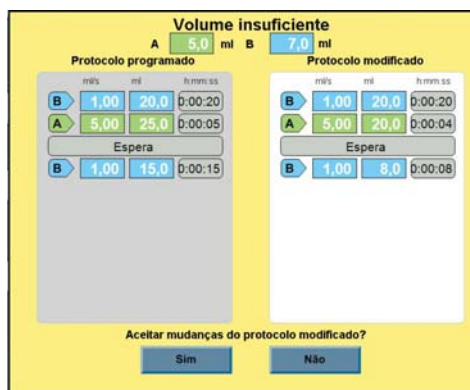 Volume insuficiente
A 5,0 ml B 7,0 ml
Protocolo programado
ml/s ml h:mm:ss
B 1,00 20,0 0:00:20
A 5,00 25,0 0:00:05
Espera
B 1,00 15,0 0:00:15
Protocolo modificado
ml/s ml h:mm:ss
B 1,00 20,0 0:00:20
A 5,00 20,0 0:00:04
Espera
B 1,00 8,0 0:00:08
Aceitar mudanças do protocolo modificado?
Sim Não